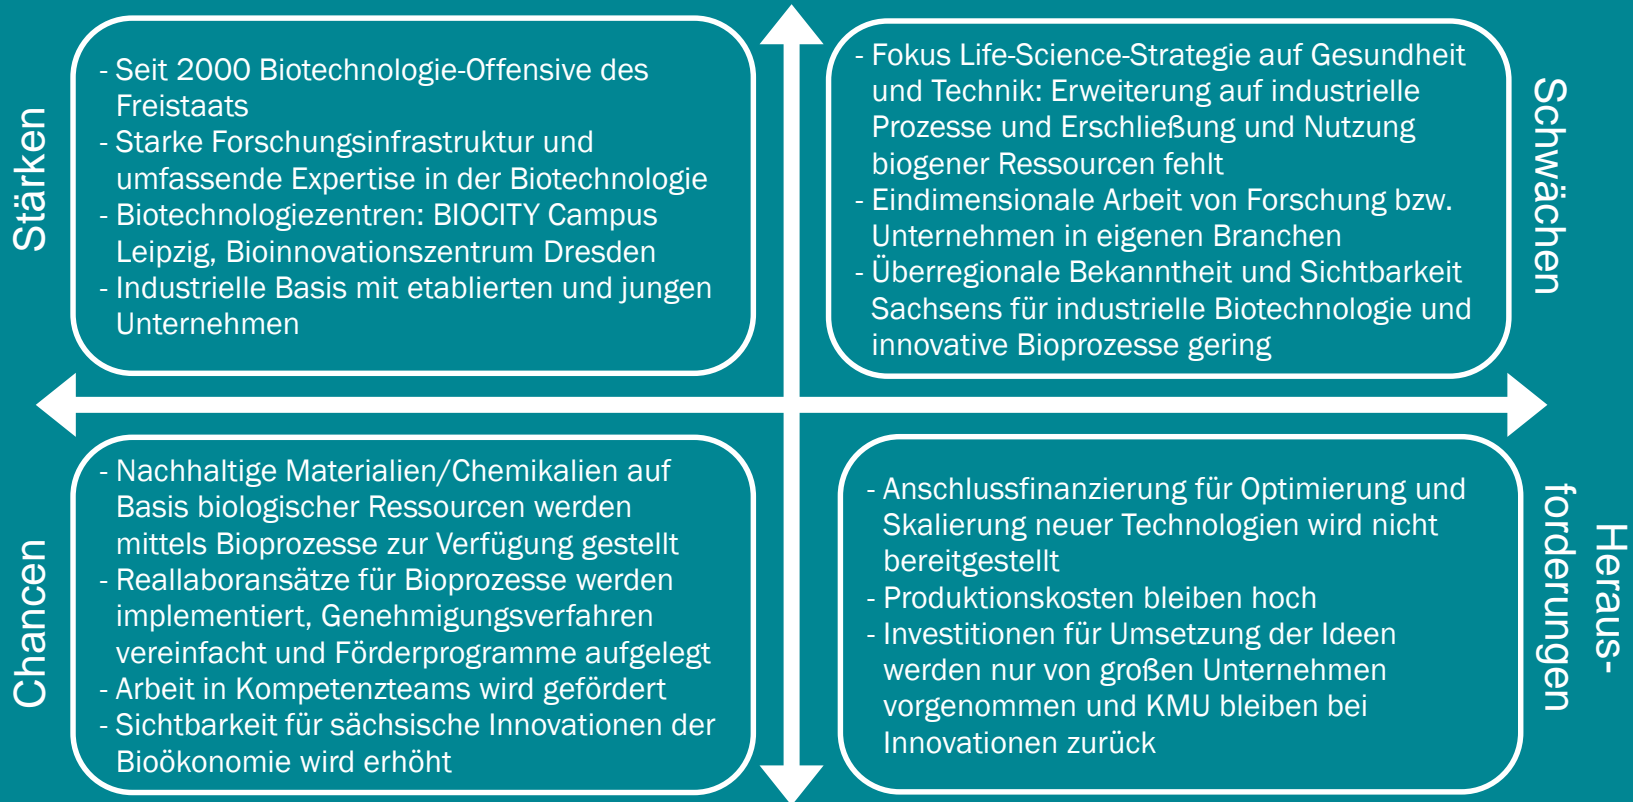 Stärken
- Seit 2000 Biotechnologie-Offensive des
Freistaats
- Starke Forschungsinfrastruktur und
umfassende Expertise in der Biotechnologie
- Biotechnologiezentren: BIOCITY Campus
Leipzig, Bioinnovationszentrum Dresden
- Industrielle Basis mit etablierten und jungen
Unternehmen
Schwächen
- Fokus Life-Science-Strategie auf Gesundheit
und Technik: Erweiterung auf industrielle
Prozesse und Erschließung und Nutzung
biogener Ressourcen fehlt
- Eindimensionale Arbeit von Forschung bzw.
Unternehmen in eigenen Branchen
- Überregionale Bekanntheit und Sichtbarkeit
Sachsens für industrielle Biotechnologie und
innovative Bioprozesse gering
Chancen
- Nachhaltige Materialien/Chemikalien auf
Basis biologischer Ressourcen werden
mittels Bioprozesse zur Verfügung gestellt
- Reallaboransätze für Bioprozesse werden
implementiert, Genehmigungsverfahren
vereinfacht und Förderprogramme aufgelegt
- Arbeit in Kompetenzteams wird gefördert
- Sichtbarkeit für sächsische Innovationen der
Bioökonomie wird erhöht
Heraus-
forderungen
- Anschlussfinanzierung für Optimierung und
Skalierung neuer Technologien wird nicht
bereitgestellt
- Produktionskosten bleiben hoch
- Investitionen für Umsetzung der Ideen
werden nur von großen Unternehmen
vorgenommen und KMU bleiben bei
Innovationen zurück